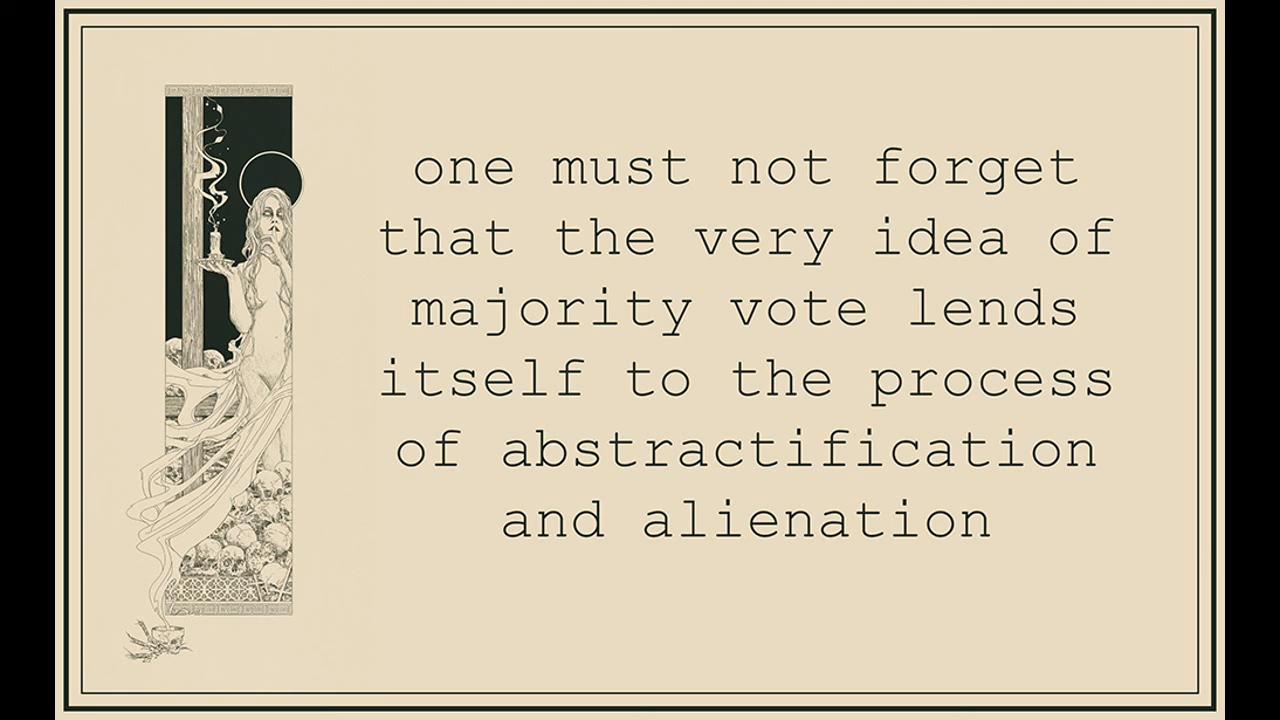 one must not forget
that the very idea of
majority vote lends
itself to the process
of abstractification
and alienation